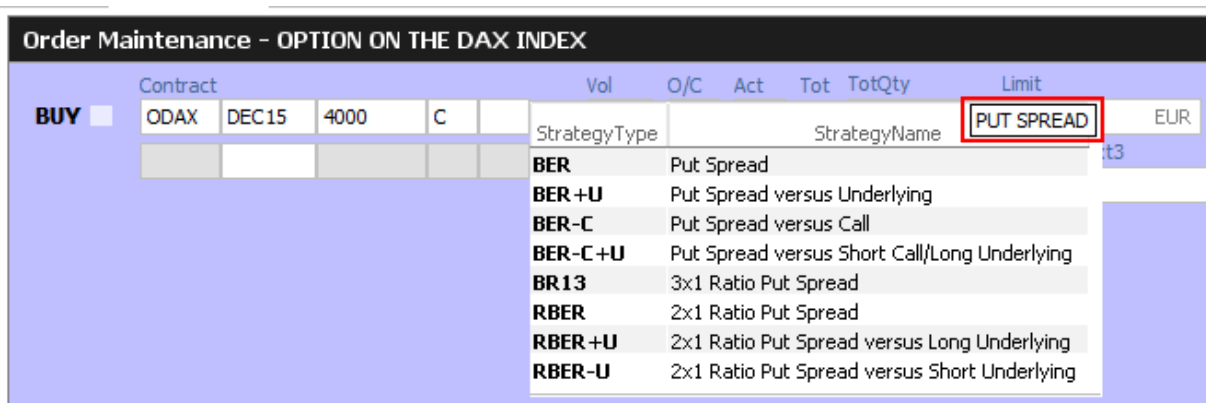 Order Maintenance - OPTION ON THE DAX INDEX
Contract Vol O/C Act Tot TotQty Limit
BUY ODAX DEC15 4000 C EUR
StrategyType StrategyName PUT SPREAD
t3
BER Put Spread
BER+U Put Spread versus Underlying
BER-C Put Spread versus Call
BER-C+U Put Spread versus Short Call/Long Underlying
BR13 3x1 Ratio Put Spread
RBER 2x1 Ratio Put Spread
RBER+U 2x1 Ratio Put Spread versus Long Underlying
RBER-U 2x1 Ratio Put Spread versus Short Underlying